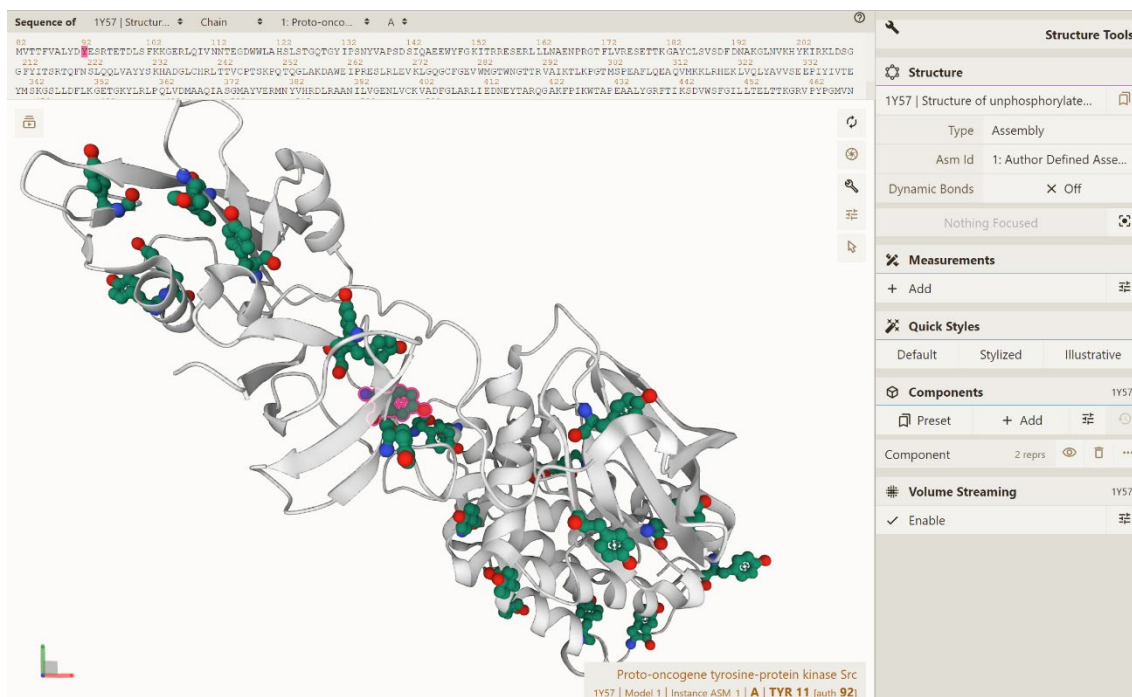 Sequence of 1Y57 | Structur... Chain 1: Proto-onco... A
82 92 102 112 122 132 142 152 162 172 182 192 202
MVTTFVALYDYESRTETDLSFKKGERLQIVNNTEGDWWLAHSLSTGQTGYIPSNYVAPSDSIQAEEWYFGKITRRESERLLLNAENPRGTFLVRESETTKGAYCLSVSDFDNAKGLNVKHYKIRKLDSG
212 222 232 242 252 262 272 282 292 302 312 322 332
GFYITSRTQFNSLQQLVAYYSKHADGLCHRLTTVCPTSKPQTQGLAKDAWEIPRESLRLEVKLGQGCFGEVWMGTWNGTTRVAIKTLKPGTMSPEAFLQEAQVMKKLRHEKLVQLYAVVSEEPIYIVTE
342 352 362 372 382 392 402 412 422 432 442 452 462
YMSKGSLLDFLKGETGKYLRLPQLVDMAAQIASGMAYVERMNYVHRDLRAANILVGENLVCKVADFGLARLIEDNEYTARQGAKFPIKWTAPEAALYGRFTIKSDVWSFGILLTELTTKGRVPYPGMVN
Structure Tools
Structure
1Y57 | Structure of unphosphorylate...
Type Assembly
Asm Id 1: Author Defined Asse...
Dynamic Bonds × Off
Nothing Focused
Measurements
+ Add
Quick Styles
Default Stylized Illustrative
Components 1Y57
Preset + Add
Component 2 reprs
Volume Streaming 1Y57
✓ Enable
Proto-oncogene tyrosine-protein kinase Src
1Y57 | Model 1 | Instance ASM_1 | A | TYR 11 [auth 92]